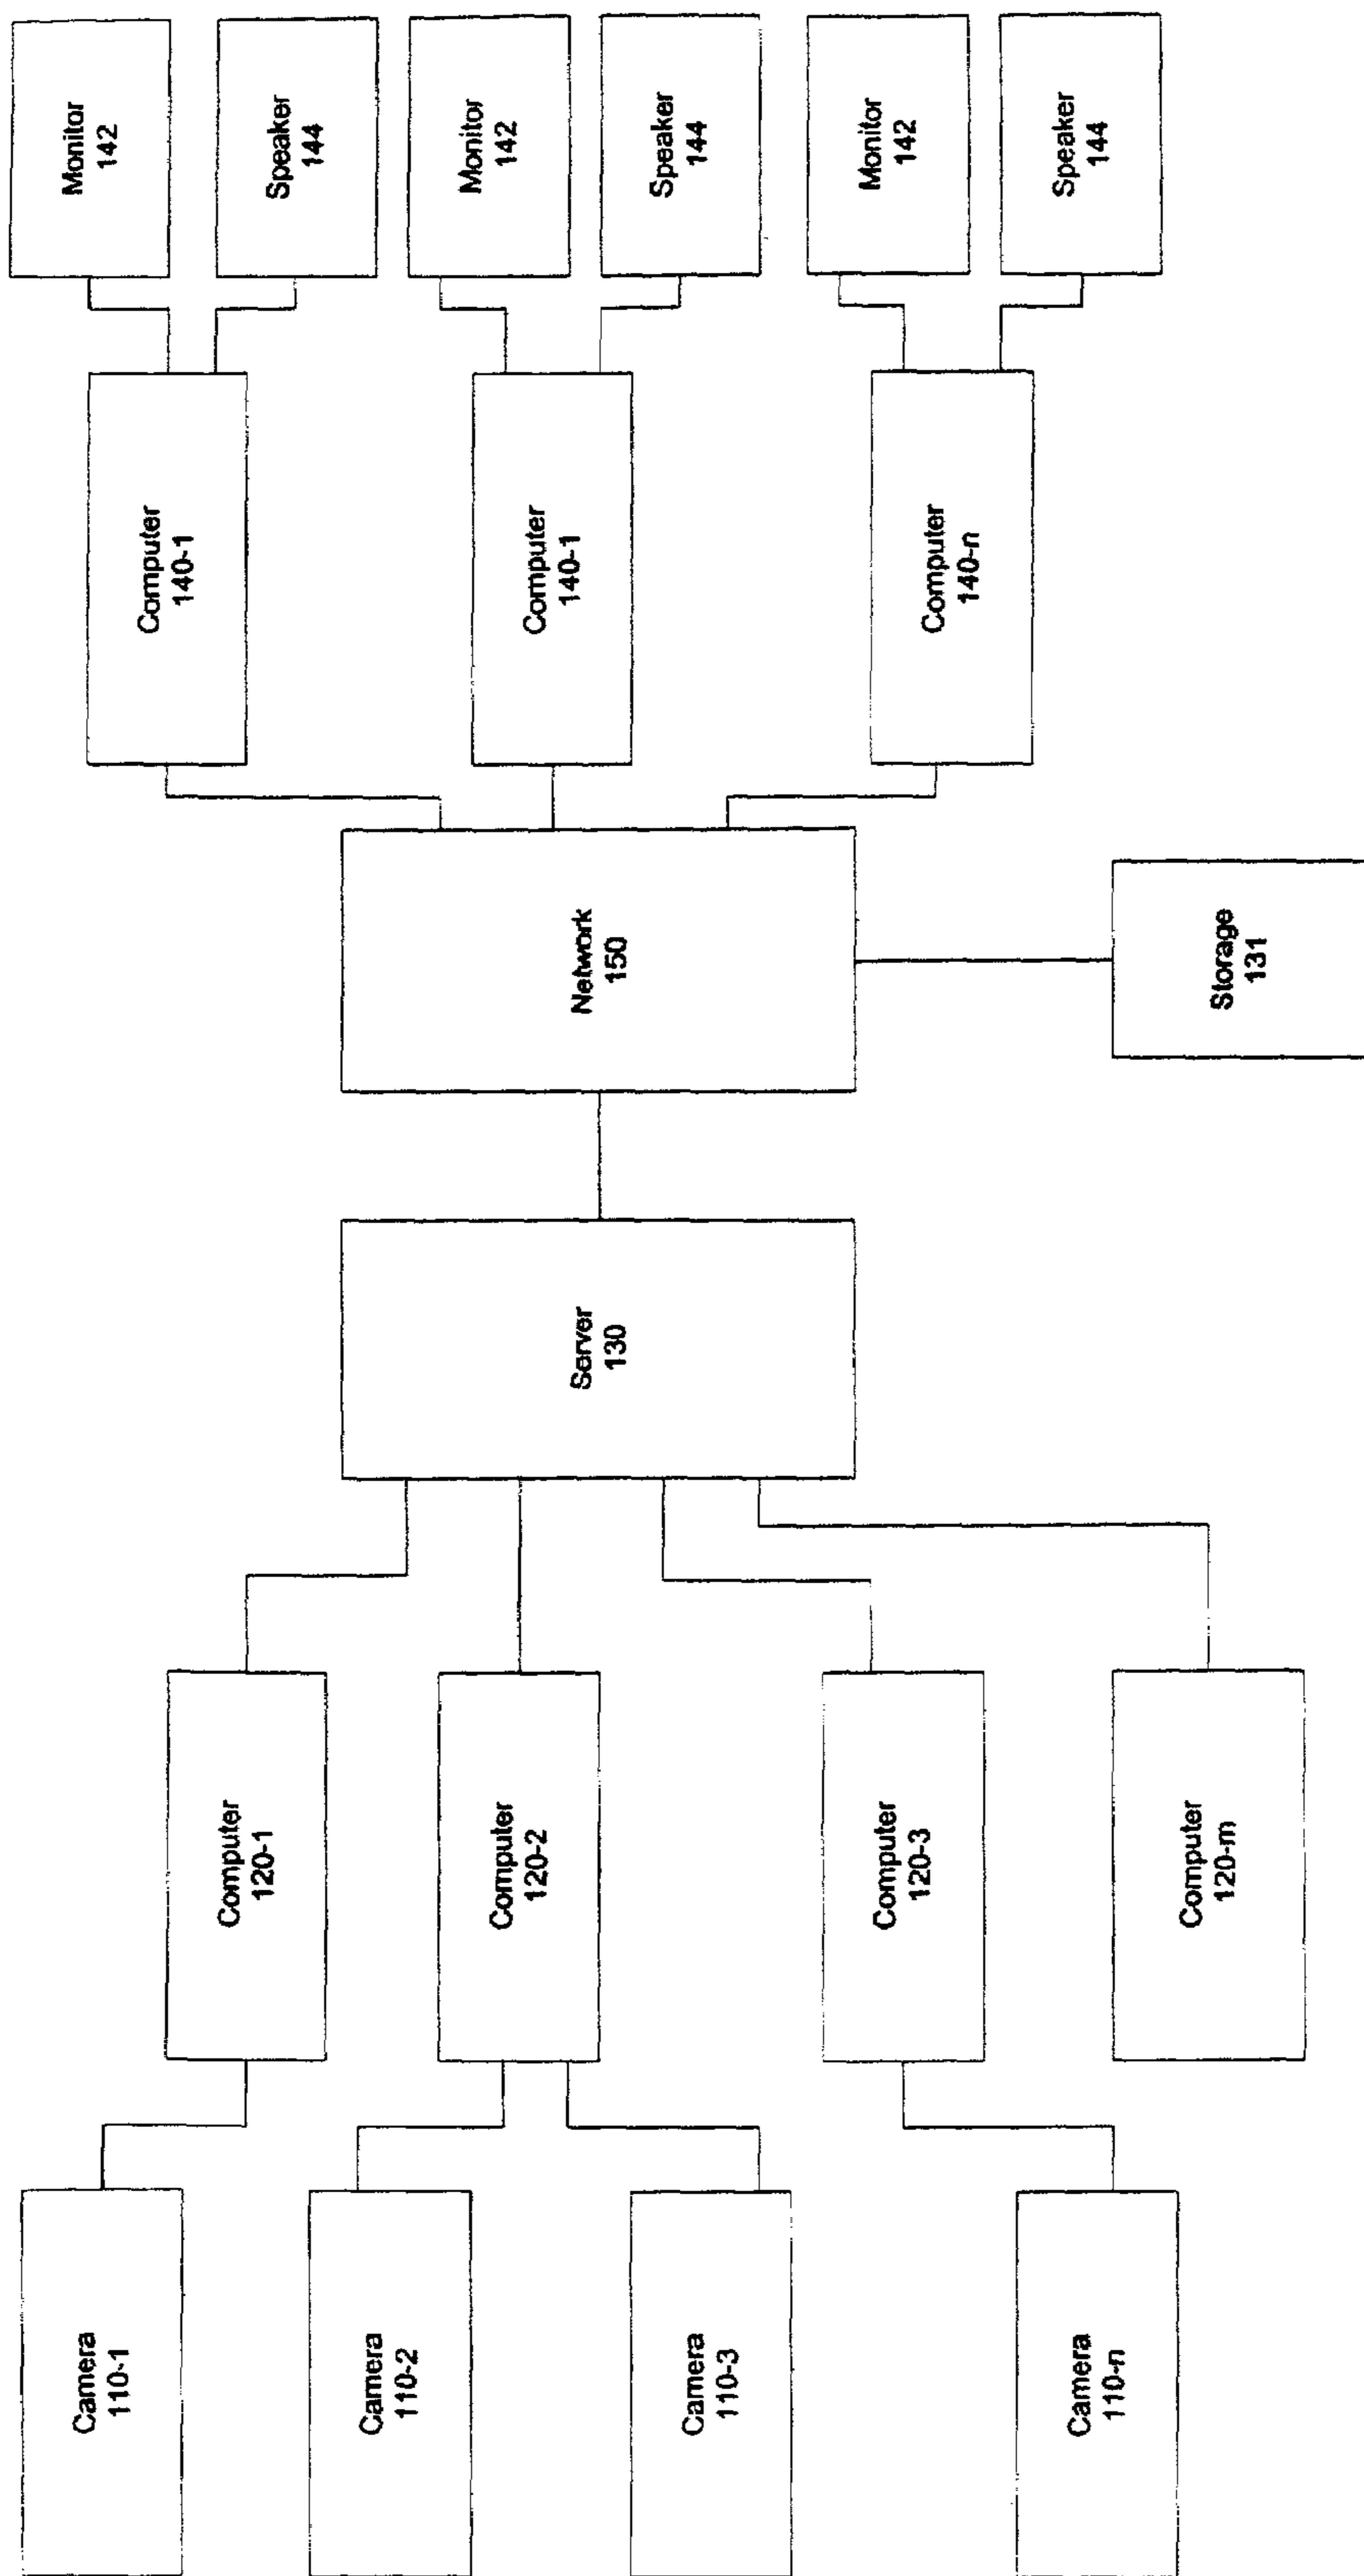 Camera
110-1
Camera
110-2
Camera
110-3
Camera
110-n
Computer
120-1
Computer
120-2
Computer
120-3
Computer
120-m
Server
130
Network
150
Storage
131
Computer
140-1
Computer
140-1
Computer
140-n
Monitor
142
Speaker
144
Monitor
142
Speaker
144
Monitor
142
Speaker
144